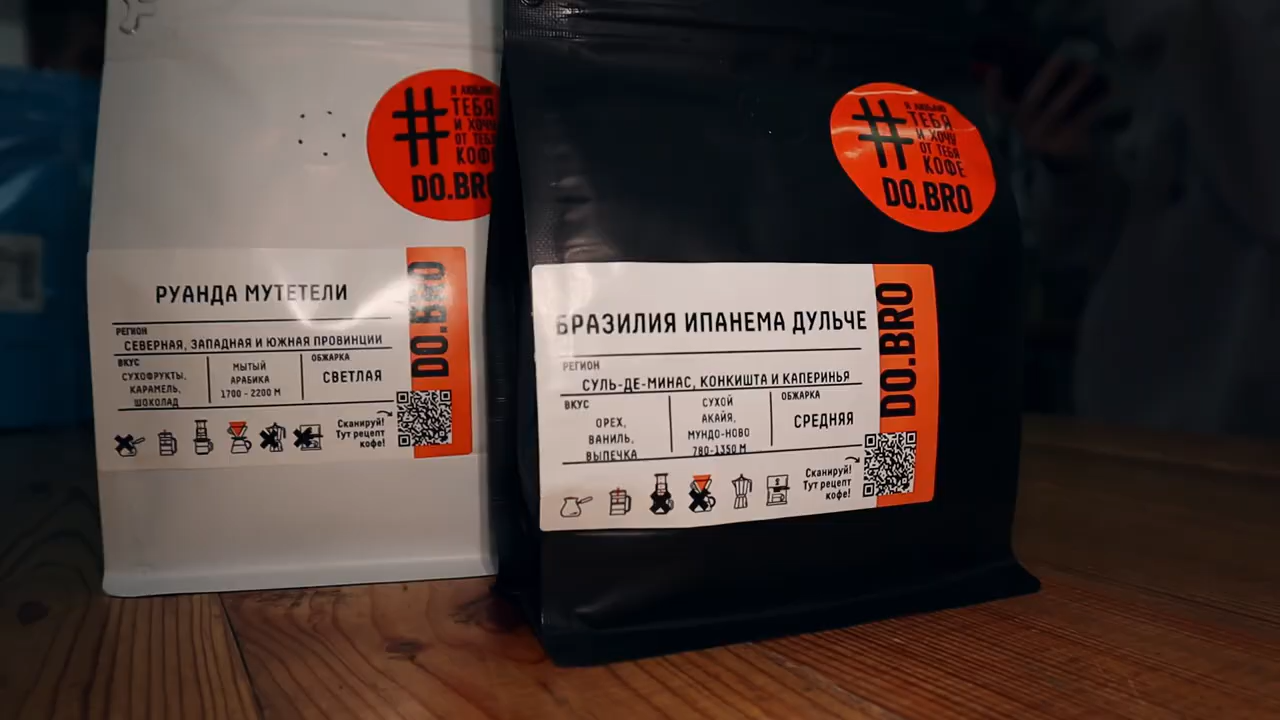 #
Я ЛЮБЛЮ
ТЕБЯ
И ХОЧУ
ОТ ТЕБЯ
КОФЕ
DO.BRO
РУАНДА МУТЕТЕЛИ
РЕГИОН
СЕВЕРНАЯ, ЗАПАДНАЯ И ЮЖНАЯ ПРОВИНЦИИ
ВКУС
СУХОФРУКТЫ,
КАРАМЕЛЬ,
ШОКОЛАД
МЫТЫЙ
АРАБИКА
1700 - 2200 М
ОБЖАРКА
СВЕТЛАЯ
Сканируй!
Тут рецепт
кофе!
DO.BRO
#
Я ЛЮБЛЮ
ТЕБЯ
И ХОЧУ
ОТ ТЕБЯ
КОФЕ
DO.BRO
БРАЗИЛИЯ ИПАНЕМА ДУЛЬЧЕ
РЕГИОН
СУЛЬ-ДЕ-МИНАС, КОНКИШТА И КАПЕРИНЬЯ
ВКУС
ОРЕХ,
ВАНИЛЬ,
ВЫПЕЧКА
СУХОЙ
АКАЙЯ,
МУНДО-НОВО
780-1350 М
ОБЖАРКА
СРЕДНЯЯ
Сканируй!
Тут рецепт
кофе!
DO.BRO